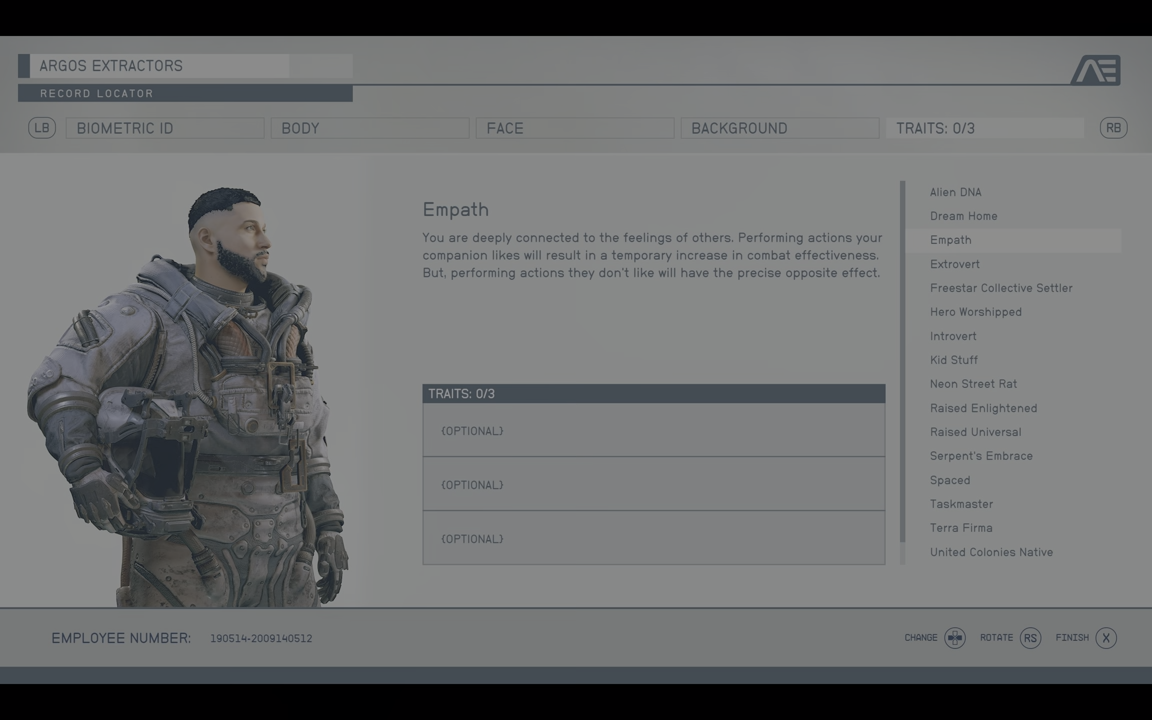 ARGOS EXTRACTORS
RECORD LOCATOR
LB
BIOMETRIC ID
BODY
FACE
BACKGROUND
TRAITS: 0/3
RB
Empath
You are deeply connected to the feelings of others. Performing actions your
companion likes will result in a temporary increase in combat effectiveness.
But, performing actions they don't like will have the precise opposite effect.
TRAITS: 0/3
{OPTIONAL}
{OPTIONAL}
{OPTIONAL}
Alien DNA
Dream Home
Empath
Extrovert
Freestar Collective Settler
Hero Worshipped
Introvert
Kid Stuff
Neon Street Rat
Raised Enlightened
Raised Universal
Serpent's Embrace
Spaced
Taskmaster
Terra Firma
United Colonies Native
EMPLOYEE NUMBER: 190514-2009140512
CHANGE
ROTATE RS
FINISH X